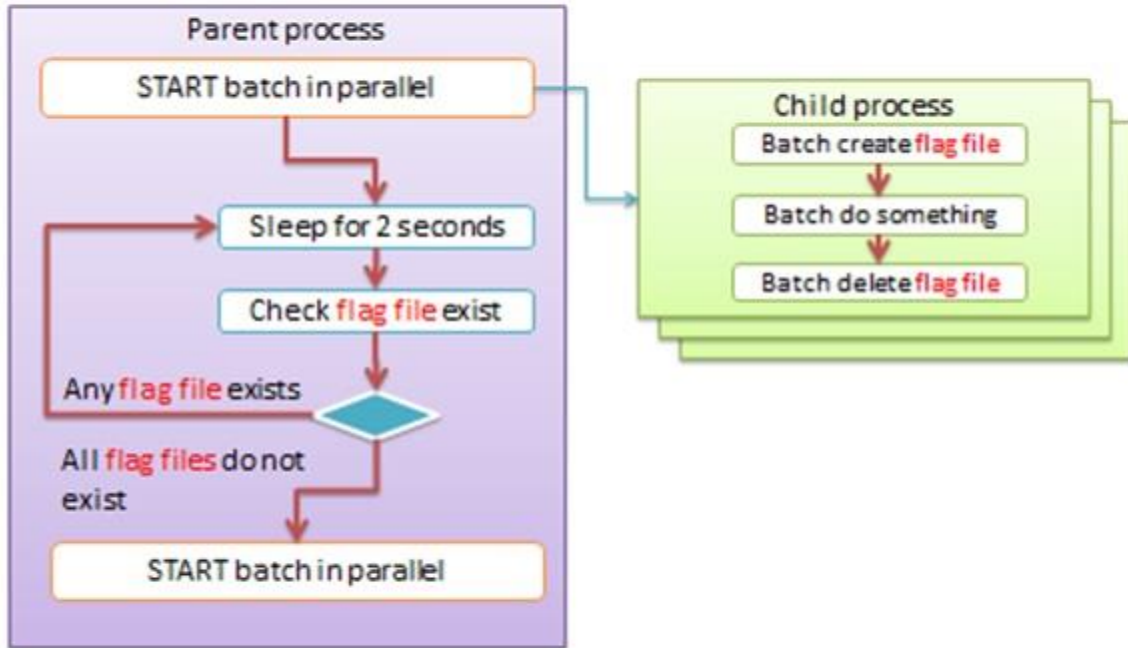 Parent process
START batch in parallel
Sleep for 2 seconds
Check flag file exist
Any flag file exists
All flag files do not
exist
START batch in parallel
Child process
Batch create flag file
Batch do something
Batch delete flag file